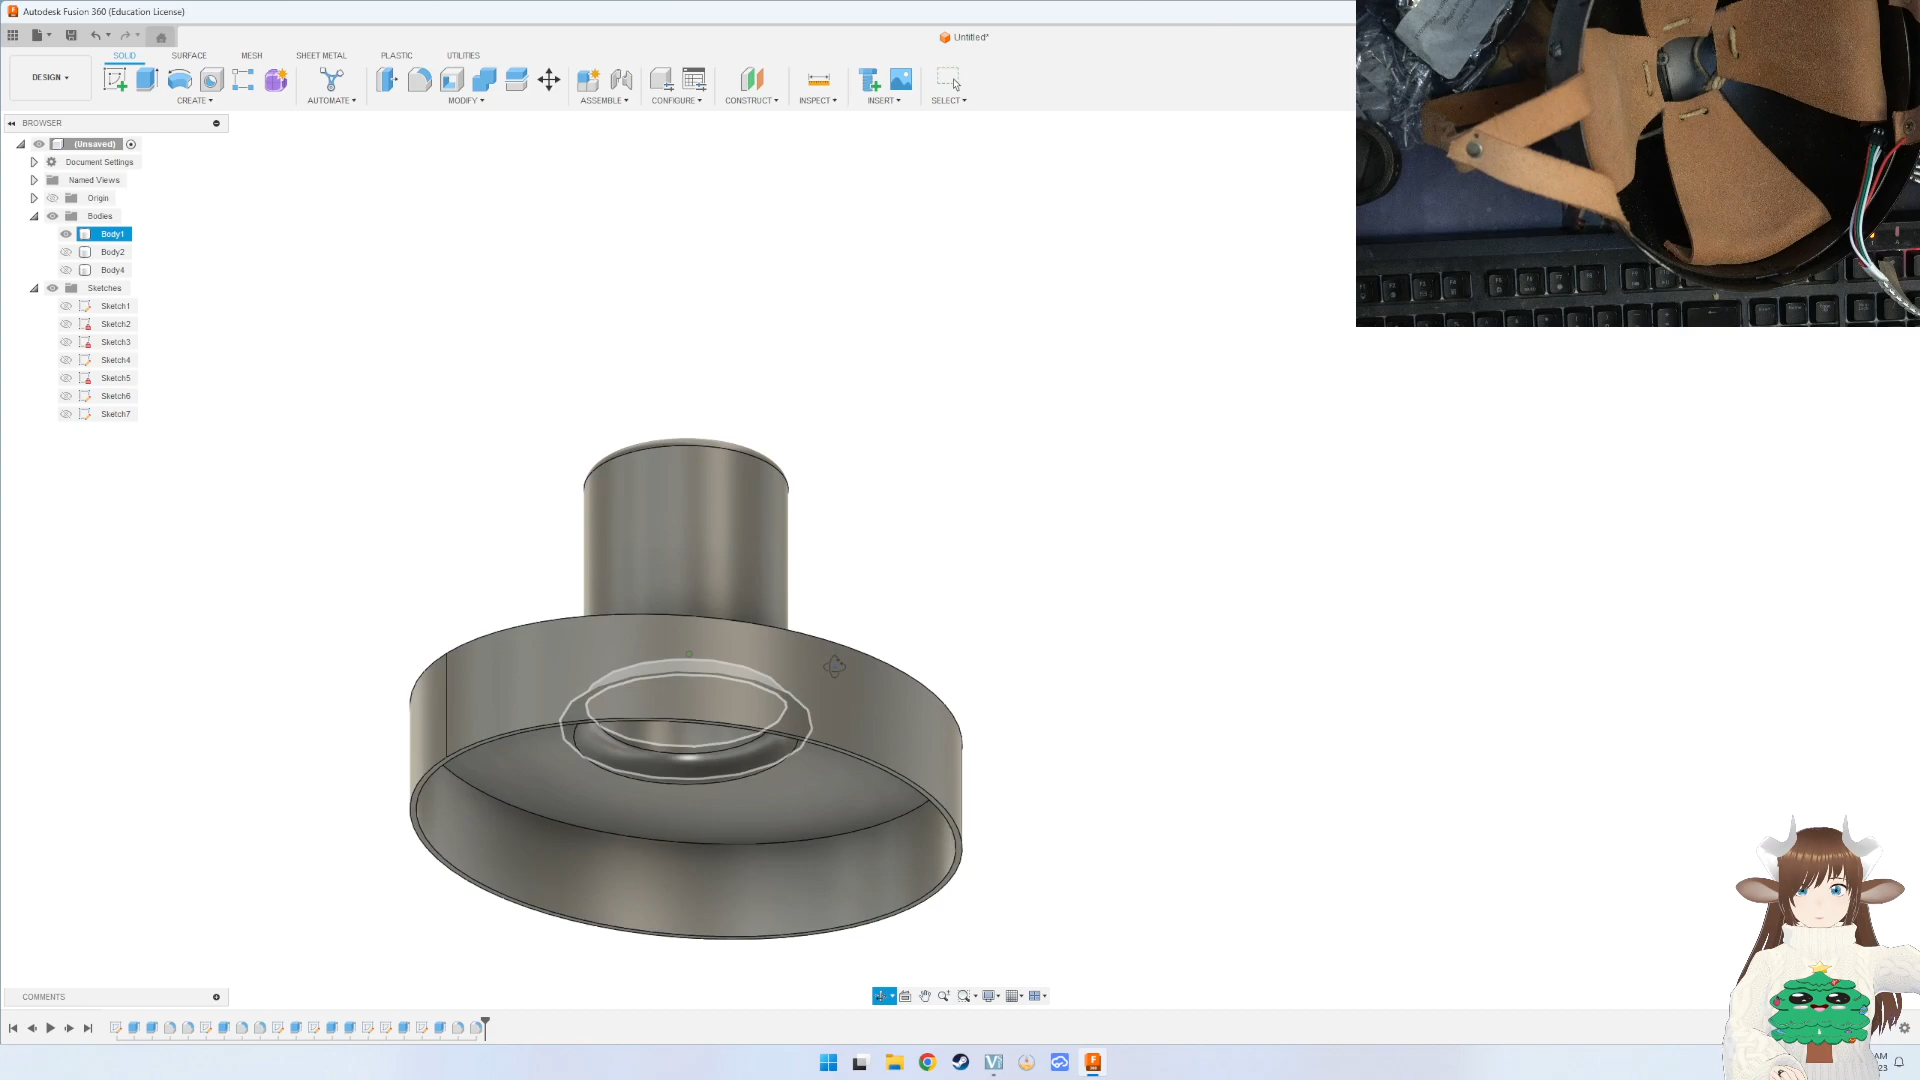 Autodesk Fusion 360 (Education License)
Untitled*
SOLID SURFACE MESH SHEET METAL PLASTIC UTILITIES
DESIGN
CREATE AUTOMATE MODIFY ASSEMBLE CONFIGURE CONSTRUCT INSPECT INSERT SELECT
BROWSER
(Unsaved)
Document Settings
Named Views
Origin
Bodies
Body1
Body2
Body4
Sketches
Sketch1
Sketch2
Sketch3
Sketch4
Sketch5
Sketch6
Sketch7
COMMENTS
AM
23